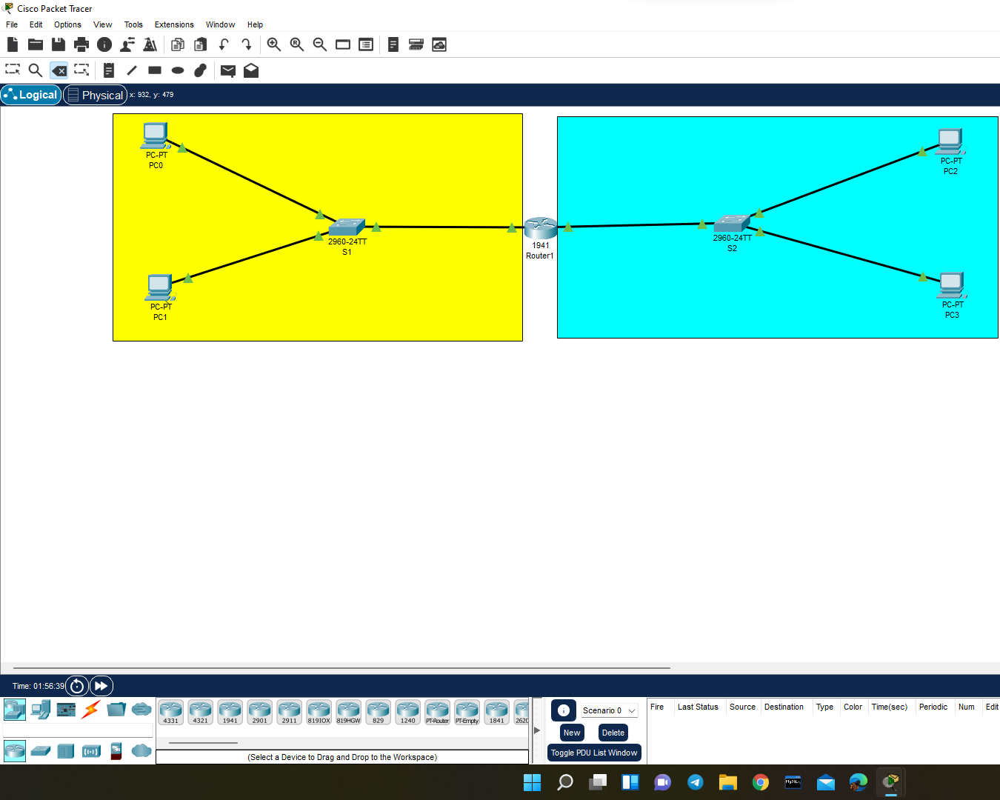 Cisco Packet Tracer
File Edit Options View Tools Extensions Window Help
Logical Physical x: 932, y: 479
PC-PT
PC0
PC-PT
PC1
2960-24TT
S1
1941
Router1
2960-24TT
S2
PC-PT
PC2
PC-PT
PC3
Time: 01:56:39
4331 4321 1941 2901 2911 819IOX 819HGW 829 1240 PT-Router PT-Empty 1841 2620
(Select a Device to Drag and Drop to the Workspace)
Scenario 0
New Delete
Toggle PDU List Window
Fire Last Status Source Destination Type Color Time(sec) Periodic Num Edit